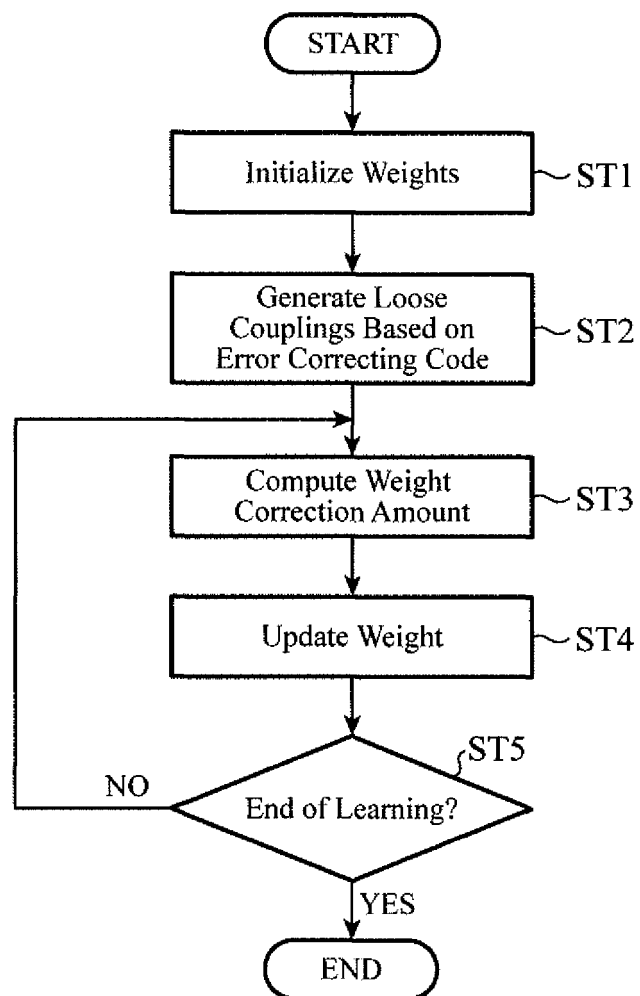 START
Initialize Weights
ST1
Generate Loose
Couplings Based on
Error Correcting Code
ST2
Compute Weight
Correction Amount
ST3
Update Weight
ST4
ST5
NO
End of Learning?
YES
END